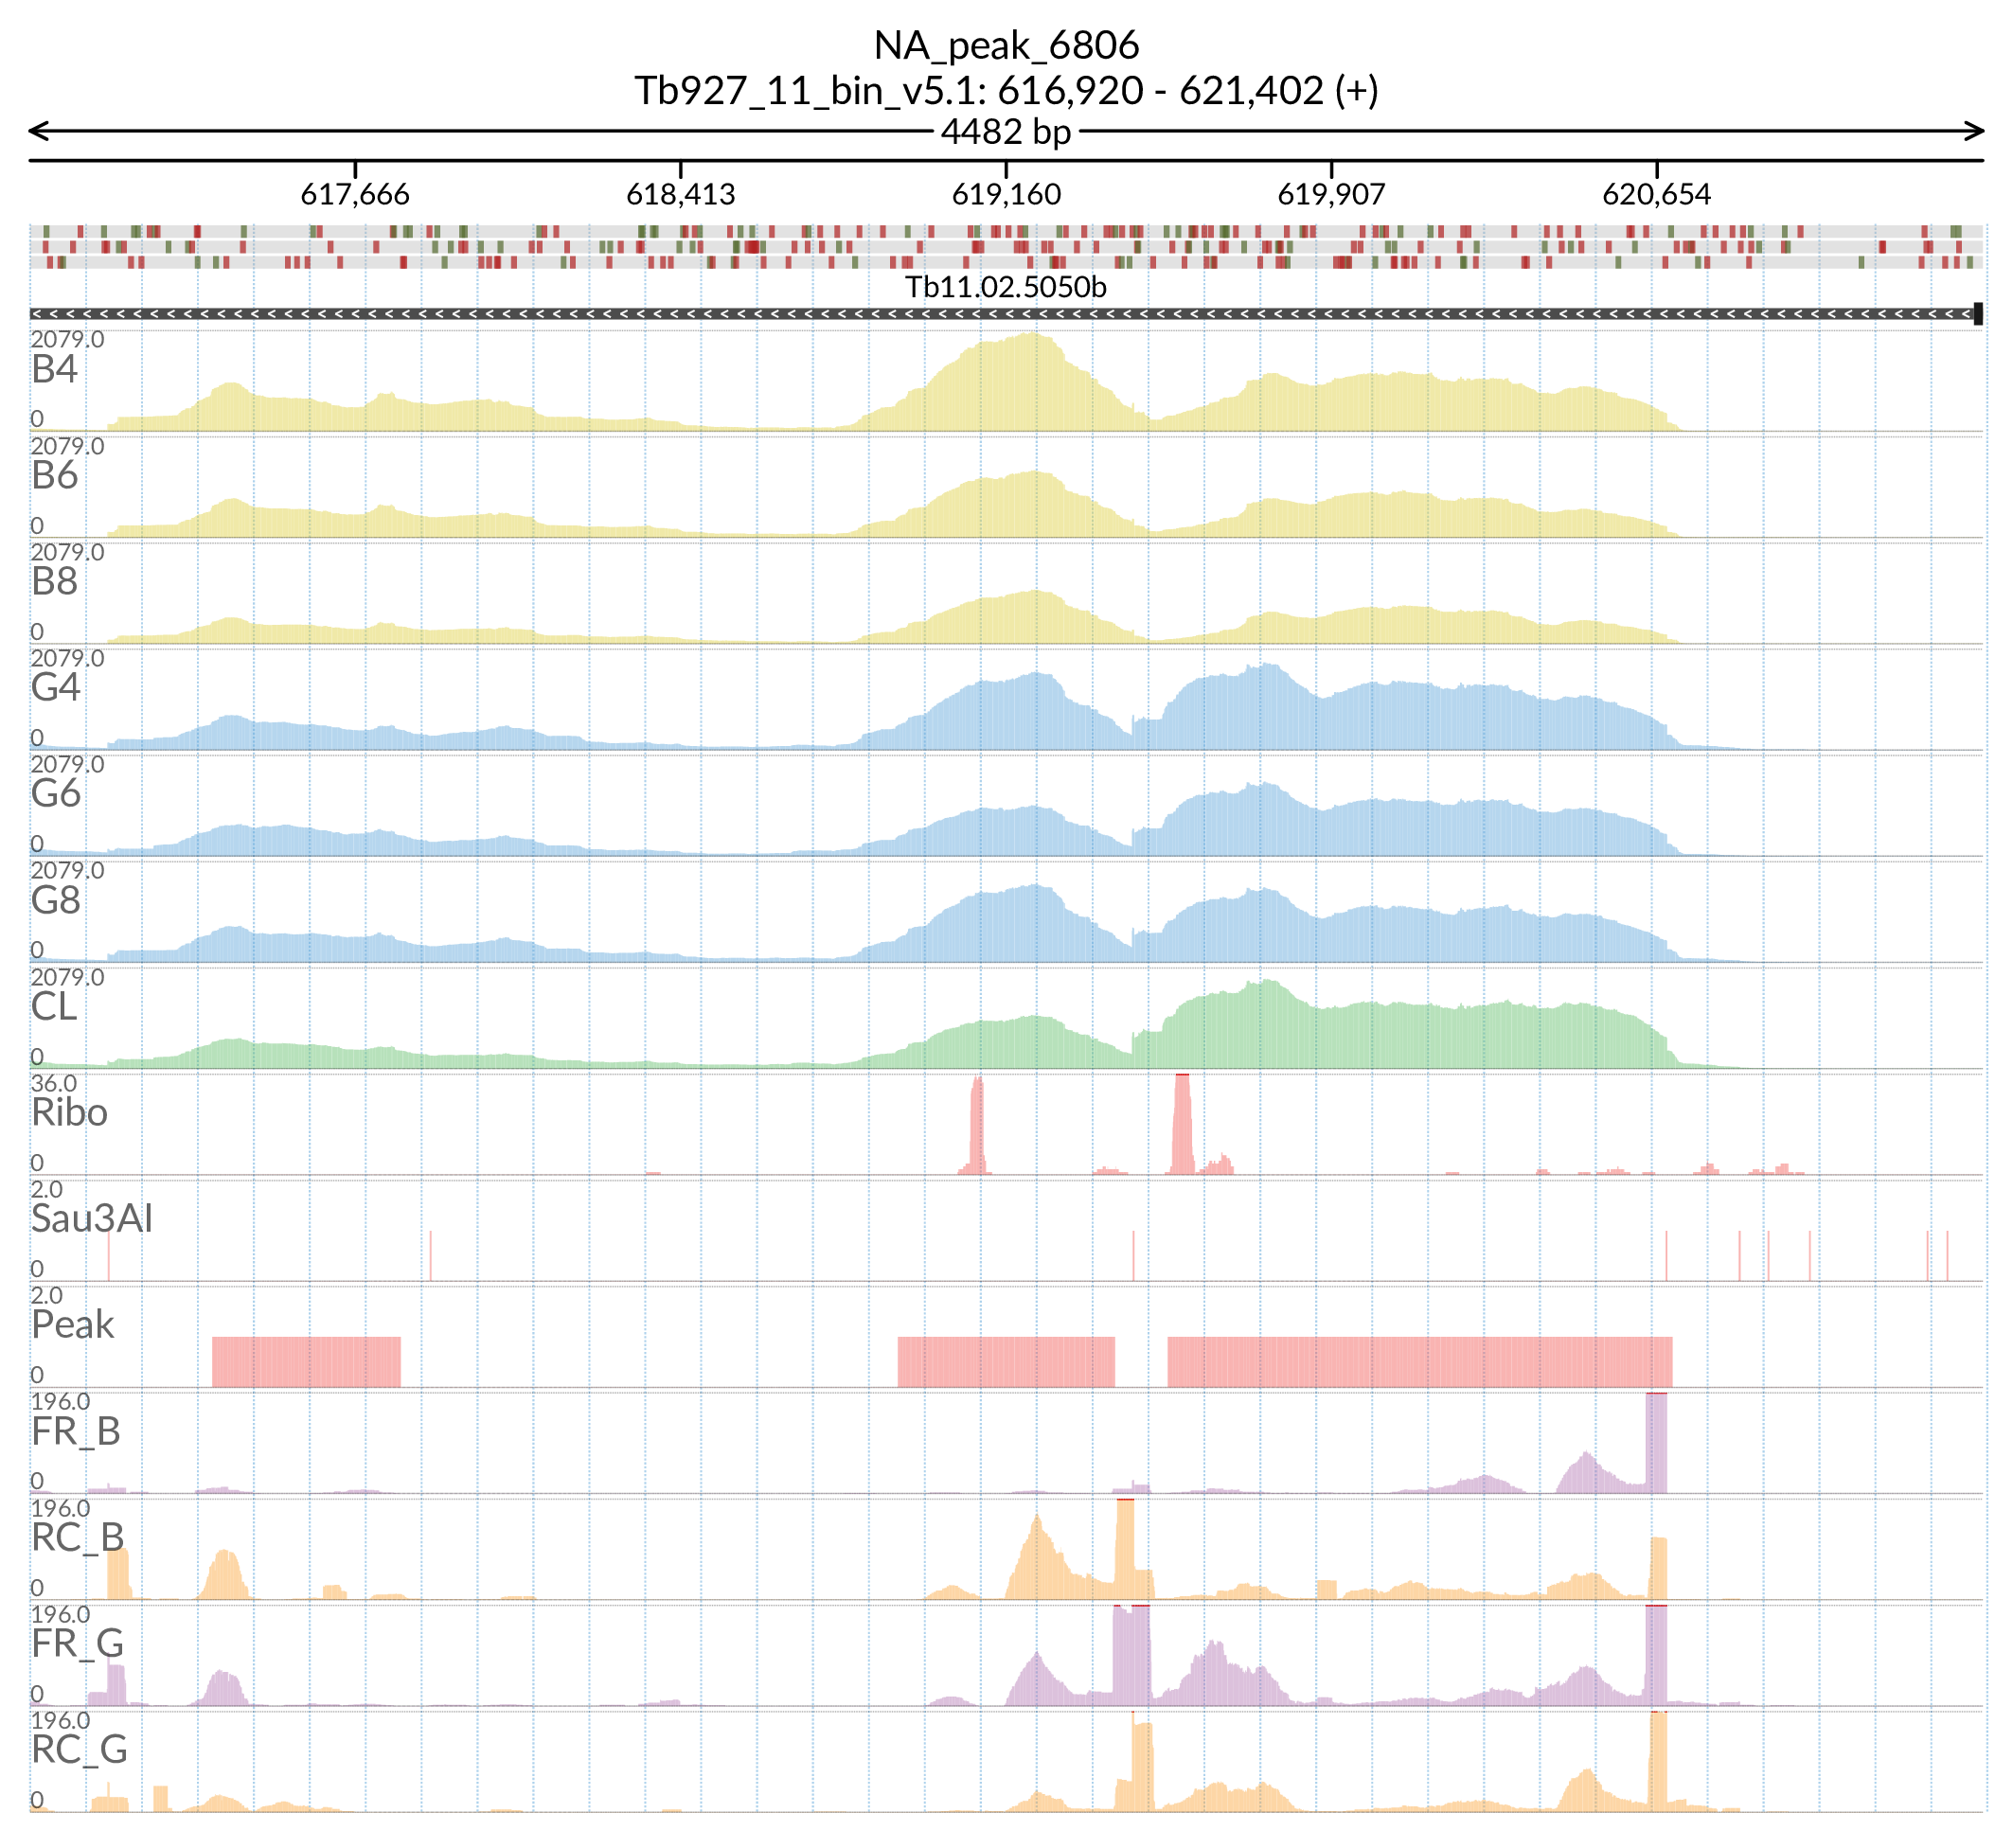 NA_peak_6806
Tb927_11_bin_v5.1: 616,920 - 621,402 (+)
4482 bp
617,666 618,413 619,160 619,907 620,654
Tb11.02.5050b
2079.0
B4
0
2079.0
B6
0
2079.0
B8
0
2079.0
G4
0
2079.0
G6
0
2079.0
G8
0
2079.0
CL
0
36.0
Ribo
0
2.0
Sau3AI
0
2.0
Peak
0
196.0
FR_B
0
196.0
RC_B
0
196.0
FR_G
0
196.0
RC_G
0